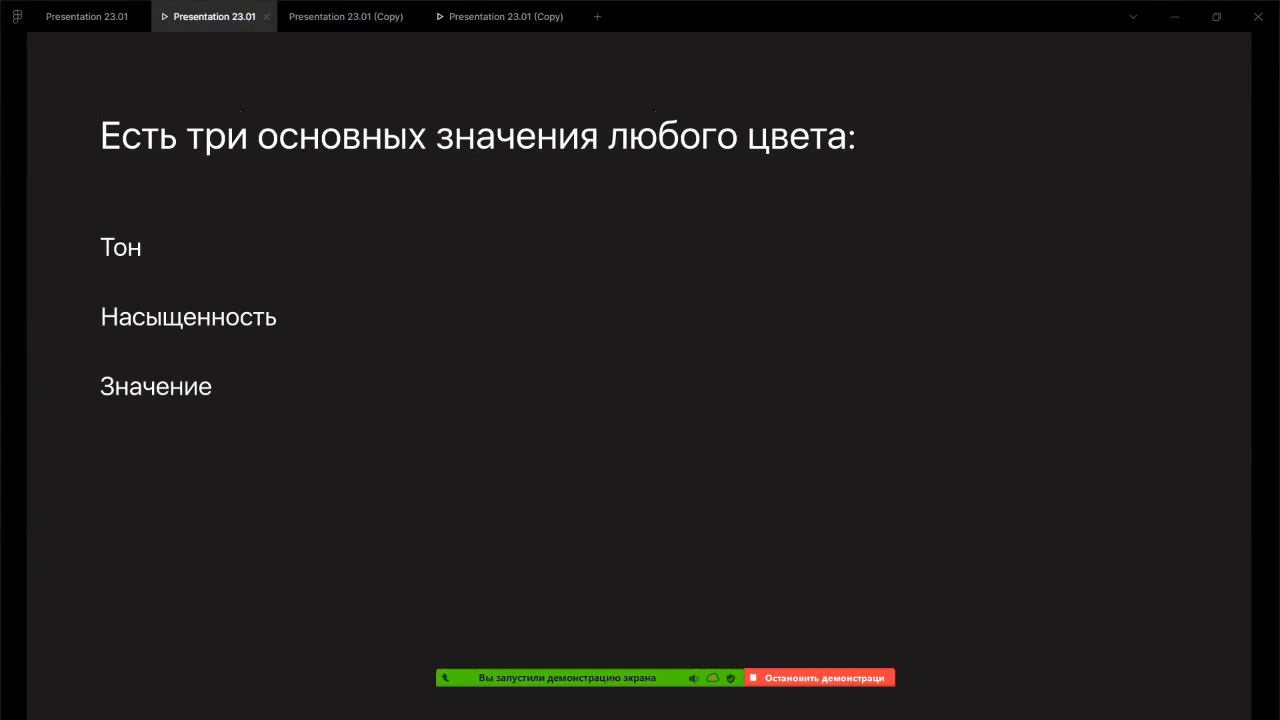 Presentation 23.01
Presentation 23.01
Presentation 23.01 (Copy)
Presentation 23.01 (Copy)
Есть три основных значения любого цвета:
Тон
Насыщенность
Значение
Вы запустили демонстрацию экрана
Остановить демонстраци